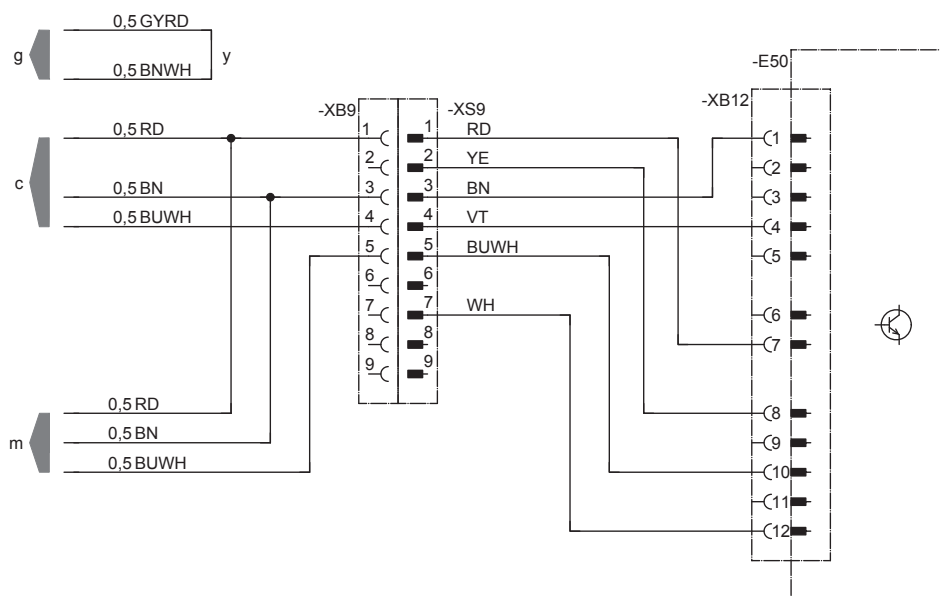 0,5 GYRD
g
y
0,5 BNWH
-E50
-XB12
-XB9
-XS9
0,5 RD
1
1
RD
1
2
2
YE
2
c
0,5 BN
3
3
BN
3
0,5 BUWH
4
4
VT
4
5
5
BUWH
5
6
6
7
7
WH
6
8
8
7
9
9
0,5 RD
8
m
0,5 BN
9
0,5 BUWH
10
11
12